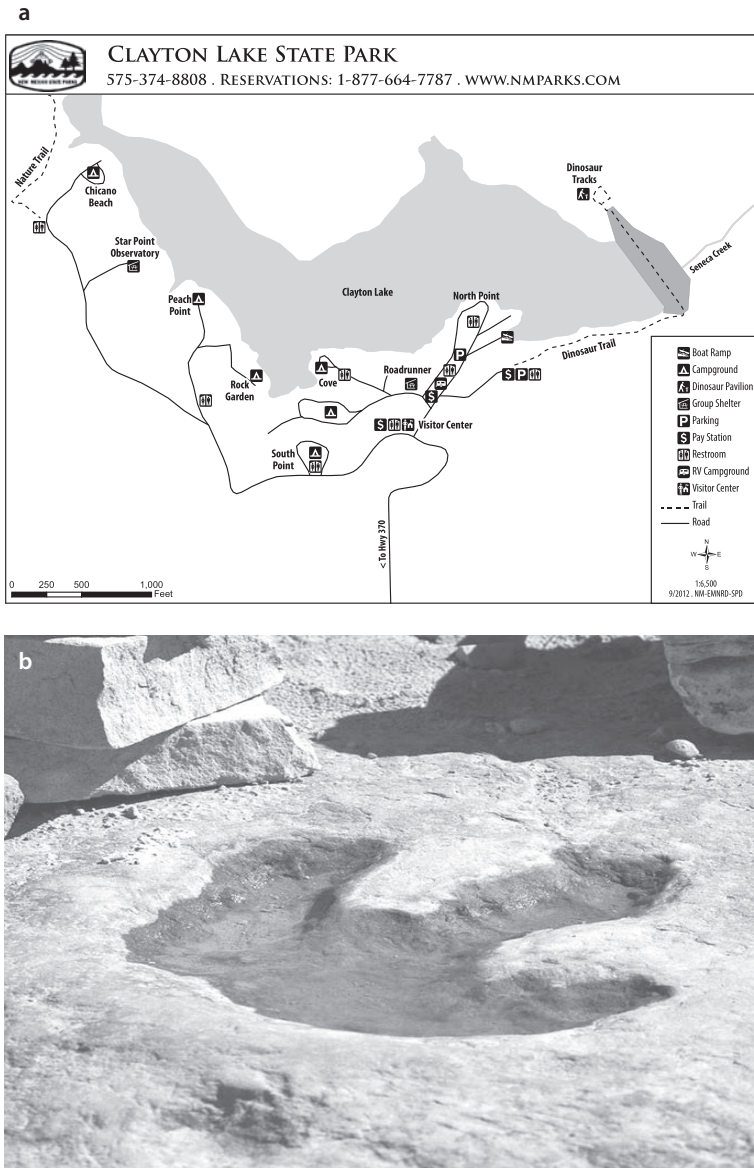 a
NEW MEXICO STATE PARKS
CLAYTON LAKE STATE PARK
575-374-8808 . RESERVATIONS: 1-877-664-7787 . WWW.NMPARKS.COM
Nature Trail
Chicano
Beach
Dinosaur
Tracks
Star Point
Observatory
Seneca Creek
Peach
Point
Clayton Lake
North Point
P
Dinosaur Trail
Rock
Garden
Cove
Roadrunner
$
$ P
$
Visitor Center
South
Point
< To Hwy 370
Boat Ramp
Campground
Dinosaur Pavilion
Group Shelter
P Parking
$ Pay Station
Restroom
RV Campground
Visitor Center
Trail
Road
N
W E
S
0 250 500 1,000
Feet
1:6,500
9/2012 . NM-EMNRD-SPD
b